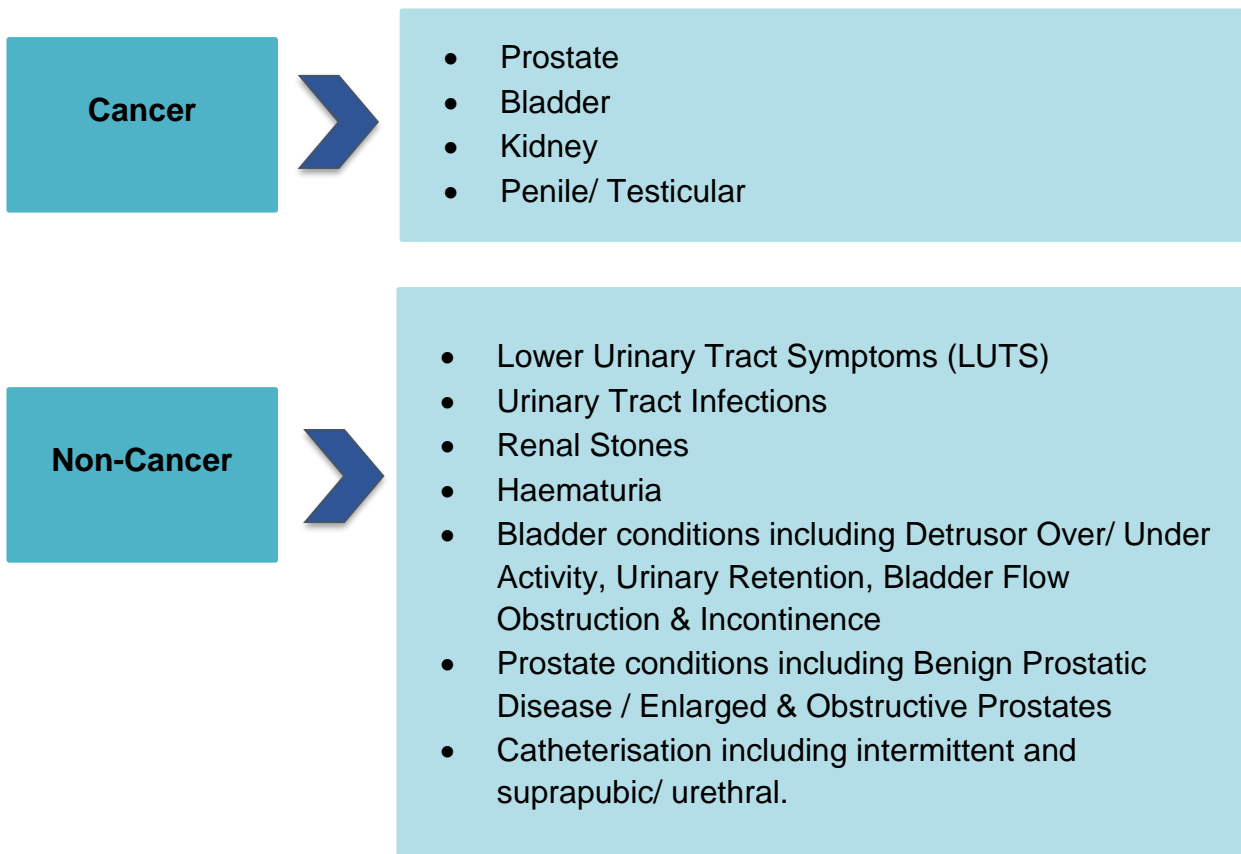 Cancer
• Prostate
• Bladder
• Kidney
• Penile/ Testicular
Non-Cancer
• Lower Urinary Tract Symptoms (LUTS)
• Urinary Tract Infections
• Renal Stones
• Haematuria
• Bladder conditions including Detrusor Over/ Under
Activity, Urinary Retention, Bladder Flow
Obstruction & Incontinence
• Prostate conditions including Benign Prostatic
Disease / Enlarged & Obstructive Prostates
• Catheterisation including intermittent and
suprapubic/ urethral.